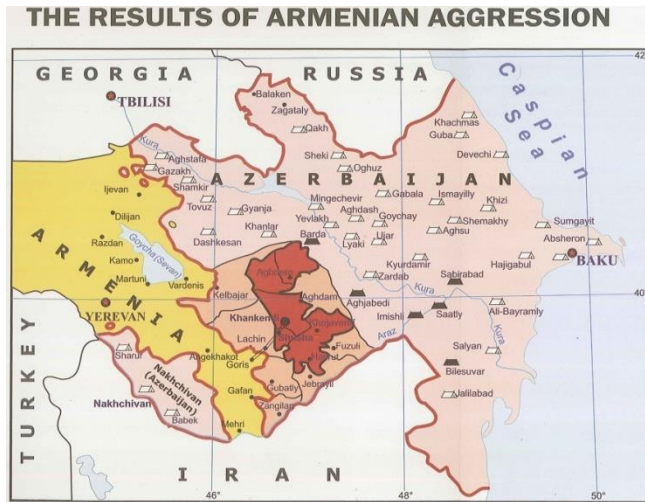 THE RESULTS OF ARMENIAN AGGRESSION
42
GEORGIA
RUSSIA
Caspian
Sea
TBILISI
Balaken
Zagataly
Qakh
Khachmas
Guba
Devechi
Kura
Aghstafa
Gazakh
Shamkir
Sheki
Oghuz
AZERBAIJAN
Ijevan
Tovuz
Gyanja
Mingechevir
Gabala
Ismayilly
Khizi
Dilijan
Yevlakh
Aghdash
Goychay
Shemakhy
Sumgayit
Razdan
Dashkesan
Khanlar
Barda
Lyaki
Ujar
Aghsu
Absheron
ARMENIA
Goycha(Sevan)
Kamo
Kyurdamir
Hajigabul
BAKU
Martuni
Vardenis
Kelbajar
Aghdam
Zardab
Kura
Sabirabad
40
YEREVAN
Aghjabedi
Imishli
Saatly
Ali-Bayramly
Khankendi
Shusha
Khojavend
Araz
Kura
Lachin
Fuzuli
Salyan
TURKEY
Sharur
Angekhakot
Goris
Hadrut
Bilesuvar
Nakhchivan
(Azerbaijan)
Nakhchivan
Gafan
Gubatly
Jebrayil
Jalilabad
Babek
Mehri
Zangilan
IRAN
46°
48°
50°